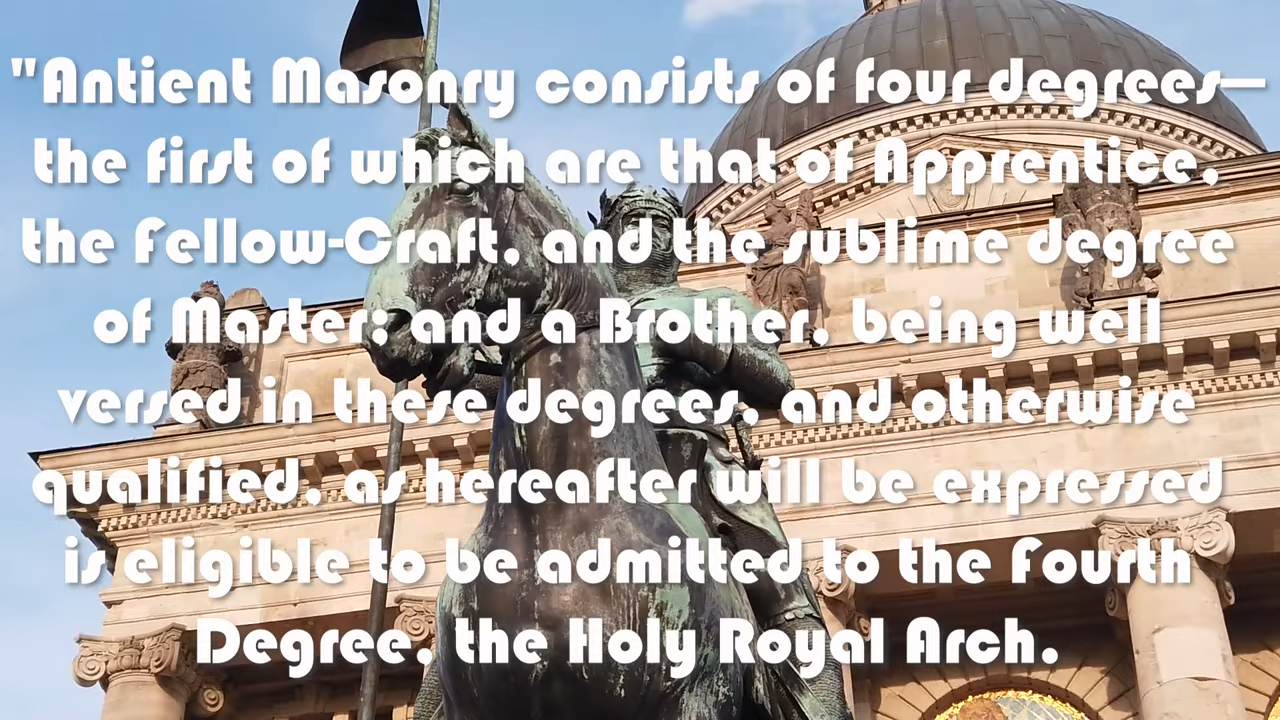 "Antient Masonry consists of four degrees—
the first of which are that of Apprentice,
the Fellow-Craft, and the sublime degree
of Master; and a Brother, being well
versed in these degrees, and otherwise
qualified, as hereafter will be expressed
is eligible to be admitted to the Fourth
Degree, the Holy Royal Arch.